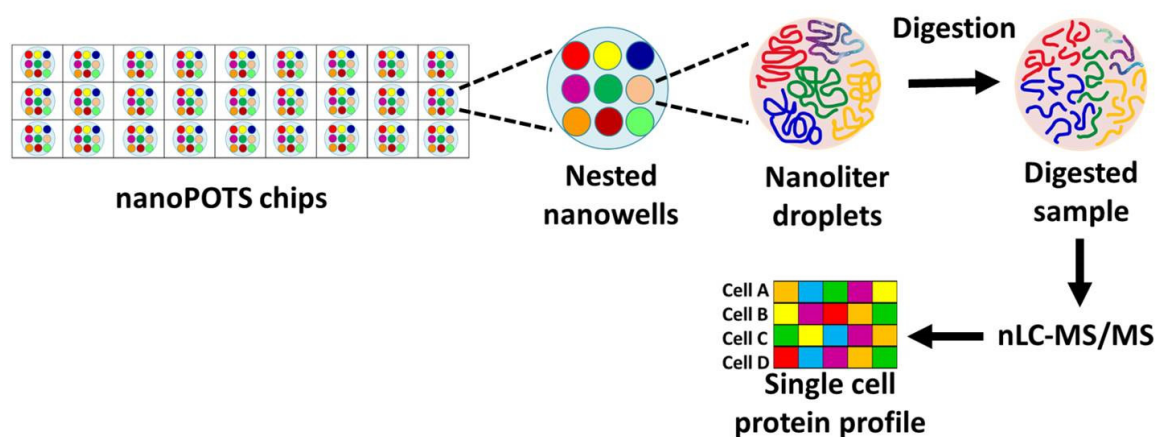 Digestion
nanoPOTS chips
Nested
nanowells
Nanoliter
droplets
Digested
sample
nLC-MS/MS
Cell A
Cell B
Cell C
Cell D
Single cell
protein profile